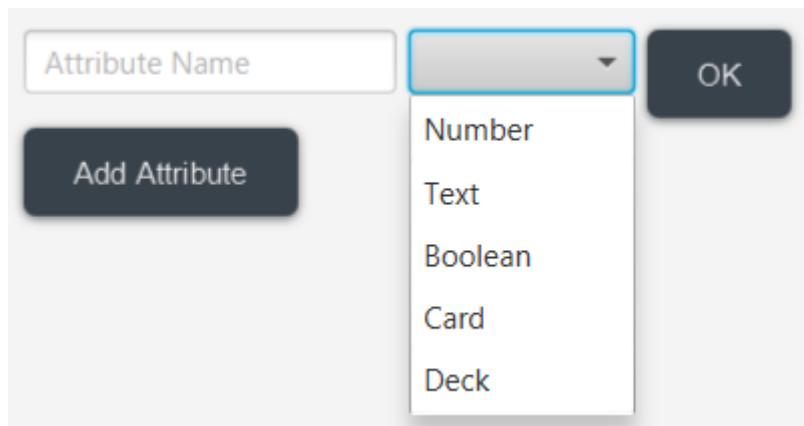 Attribute Name
OK
Add Attribute
Number
Text
Boolean
Card
Deck